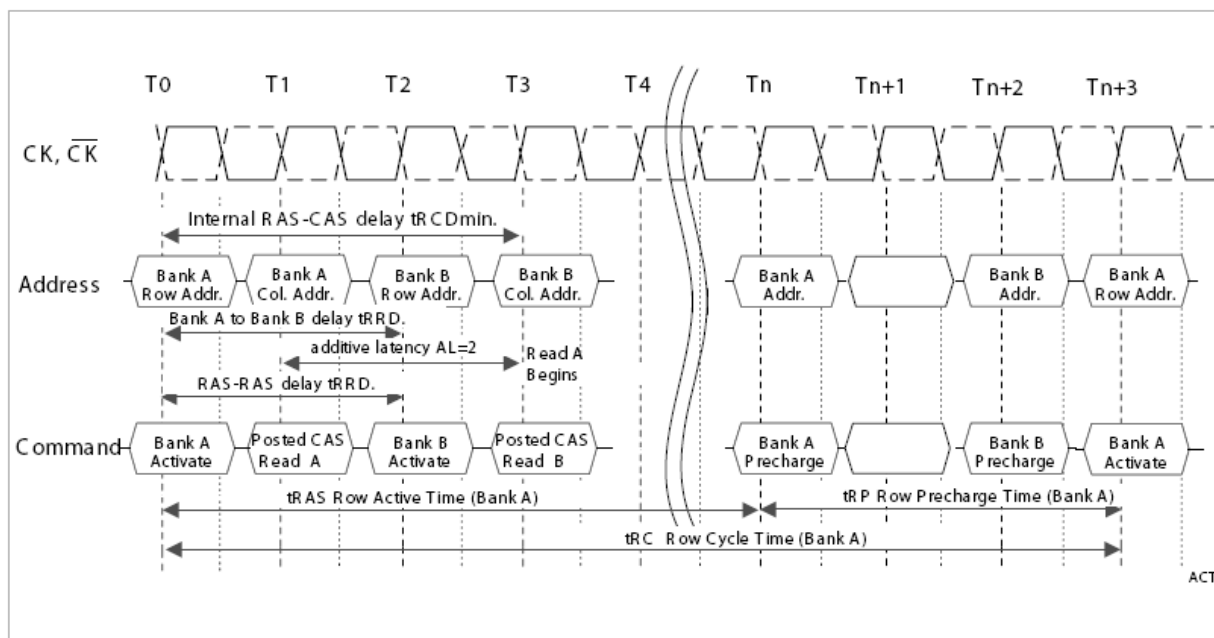 T0 T1 T2 T3 T4 Tn Tn+1 Tn+2 Tn+3
CK, C̅K̅
Internal RAS-CAS delay tRCDmin.
Address
Bank A Row Addr.
Bank A Col. Addr.
Bank B Row Addr.
Bank B Col. Addr.
Bank A Addr.
Bank B Addr.
Bank A Row Addr.
Bank A to Bank B delay tRRD.
additive latency AL=2
Read A
Begins
RAS-RAS delay tRRD.
Command
Bank A Activate
Posted CAS Read A
Bank B Activate
Posted CAS Read B
Bank A Precharge
Bank B Precharge
Bank A Activate
tRAS Row Active Time (Bank A)
tRP Row Precharge Time (Bank A)
tRC Row Cycle Time (Bank A)
ACT